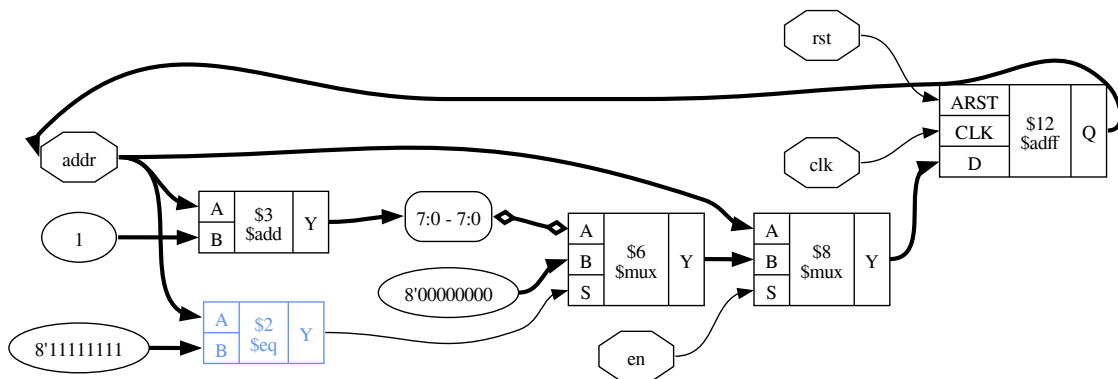 rst
ARST
CLK
D
$12
$adff
Q
clk
addr
A
B
$3
$add
Y
1
7:0 - 7:0
8'00000000
A
B
S
$6
$mux
Y
A
B
S
$8
$mux
Y
8'11111111
A
B
$2
$eq
Y
en